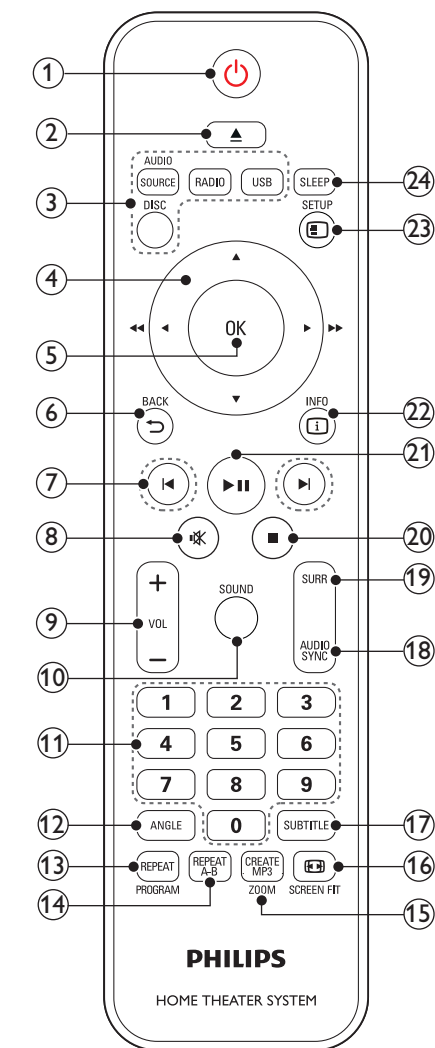 1
2
AUDIO
SOURCE RADIO USB SLEEP 24
3 DISC SETUP 23
4
OK
5
6 BACK INFO 22
21
7
8 20
+ SURR 19
9 VOL SOUND
− AUDIO SYNC 18
10
1 2 3
11 4 5 6
7 8 9
12 ANGLE 0 SUBTITLE 17
13 REPEAT REPEAT A-B CREATE MP3 16
PROGRAM ZOOM SCREEN FIT
14 15
PHILIPS
HOME THEATER SYSTEM